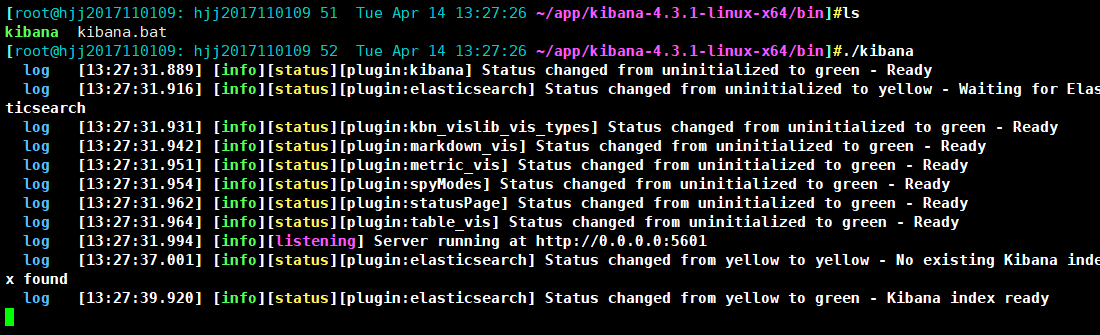 [root@hjj2017110109: hjj2017110109 51  Tue Apr 14 13:27:26 ~/app/kibana-4.3.1-linux-x64/bin]#ls
kibana  kibana.bat
[root@hjj2017110109: hjj2017110109 52  Tue Apr 14 13:27:26 ~/app/kibana-4.3.1-linux-x64/bin]#./kibana
  log   [13:27:31.889] [info][status][plugin:kibana] Status changed from uninitialized to green - Ready
  log   [13:27:31.916] [info][status][plugin:elasticsearch] Status changed from uninitialized to yellow - Waiting for Elas
ticsearch
  log   [13:27:31.931] [info][status][plugin:kbn_vislib_vis_types] Status changed from uninitialized to green - Ready
  log   [13:27:31.942] [info][status][plugin:markdown_vis] Status changed from uninitialized to green - Ready
  log   [13:27:31.951] [info][status][plugin:metric_vis] Status changed from uninitialized to green - Ready
  log   [13:27:31.954] [info][status][plugin:spyModes] Status changed from uninitialized to green - Ready
  log   [13:27:31.962] [info][status][plugin:statusPage] Status changed from uninitialized to green - Ready
  log   [13:27:31.964] [info][status][plugin:table_vis] Status changed from uninitialized to green - Ready
  log   [13:27:31.994] [info][listening] Server running at http://0.0.0.0:5601
  log   [13:27:37.001] [info][status][plugin:elasticsearch] Status changed from yellow to yellow - No existing Kibana inde
x found
  log   [13:27:39.920] [info][status][plugin:elasticsearch] Status changed from yellow to green - Kibana index ready